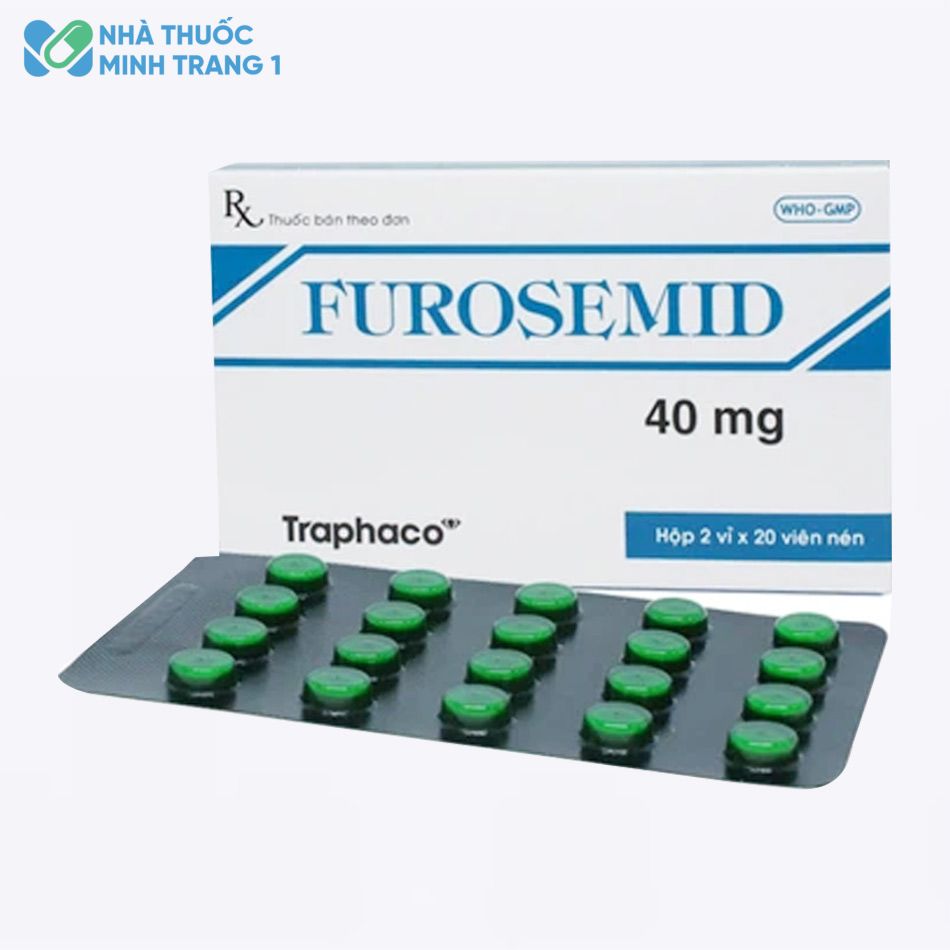 NHÀ THUỐC
MINH TRANG 1
Rx Thuốc bán theo đơn
WHO-GMP
FUROSEMID
40 mg
Traphaco
Hộp 2 vỉ x 20 viên nén